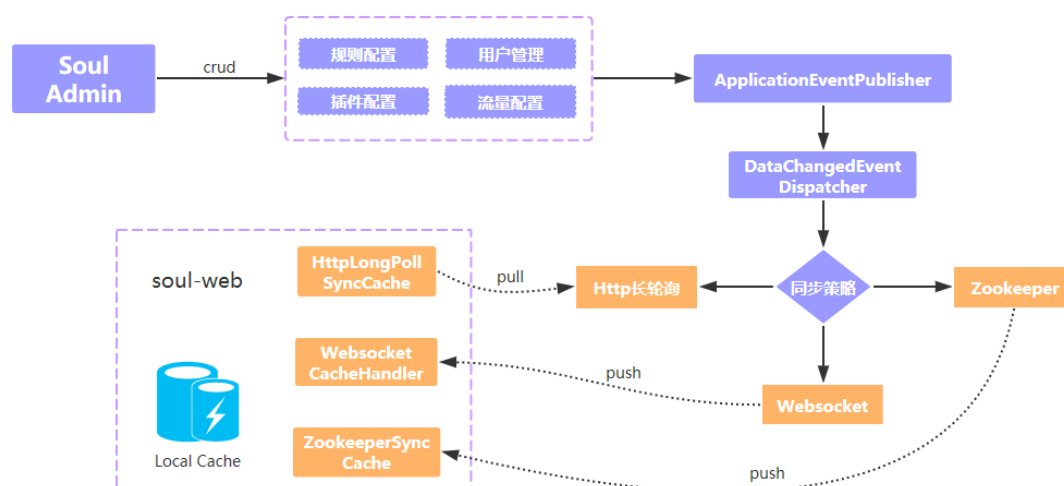 Soul
Admin
crud
规则配置
用户管理
插件配置
流量配置
ApplicationEventPublisher
DataChangedEvent
Dispatcher
soul-web
HttpLongPoll
SyncCache
pull
Http长轮询
同步策略
Zookeeper
Websocket
CacheHandler
push
Websocket
ZookeeperSync
Cache
Local Cache
push